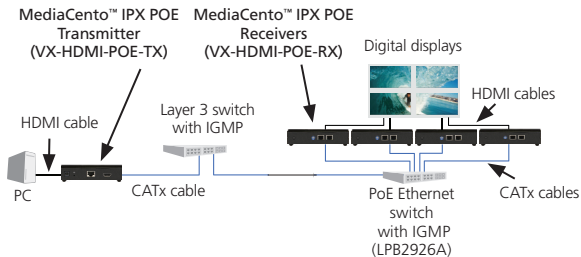 MediaCento™ IPX POE
Transmitter
(VX-HDMI-POE-TX)
MediaCento™ IPX POE
Receivers
(VX-HDMI-POE-RX)
Digital displays
HDMI cables
Layer 3 switch
with IGMP
HDMI cable
PC
CATx cable
PoE Ethernet
switch
with IGMP
(LPB2926A)
CATx cables